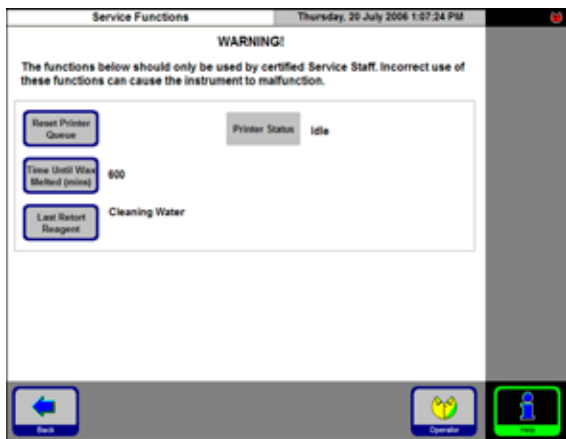 Service Functions
Thursday, 20 July 2006 1:07:24 PM
WARNING!
The functions below should only be used by certified Service Staff. Incorrect use of
these functions can cause the instrument to malfunction.
Reset Printer
Queue
Printer Status
Idle
Time Until Wax
Melted (mins)
600
Last Retort
Reagent
Cleaning Water
Back
Operator
Help